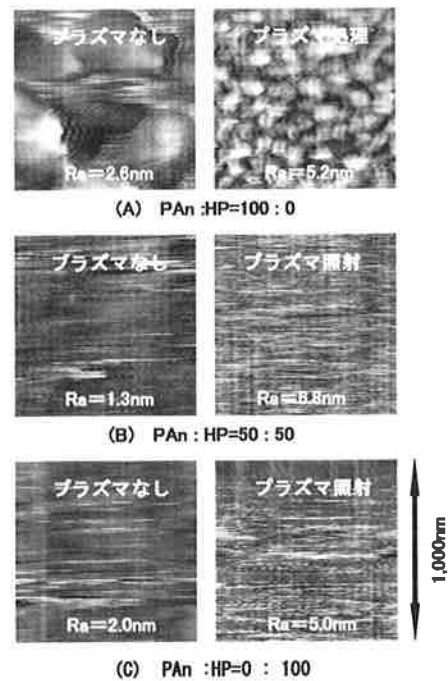 プラズマなし プラズマ処理
Ra=2.6nm Ra=5.2nm
(A) PAn :HP=100 : 0
プラズマなし プラズマ照射
Ra=1.3nm Ra=6.8nm
(B) PAn : HP=50 : 50
プラズマなし プラズマ照射
Ra=2.0nm Ra=5.0nm
1,000nm
(C) PAn :HP=0 : 100